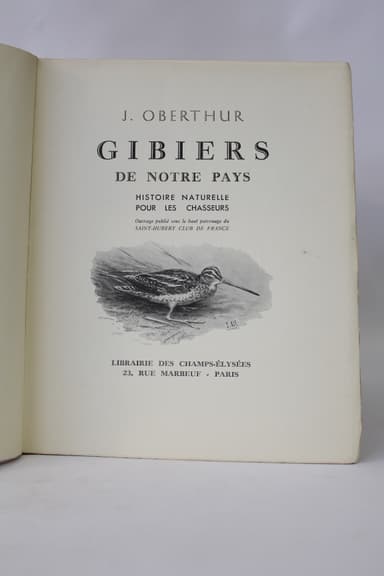 J. OBERTHUR
GIBIERS
DE NOTRE PAYS
HISTOIRE NATURELLE
POUR LES CHASSEURS
Ouvrage publié sous le haut patronage du
SAINT-HUBERT CLUB DE FRANCE
LIBRAIRIE DES CHAMPS-ÉLYSÉES
23, RUE MARBEUF - PARIS